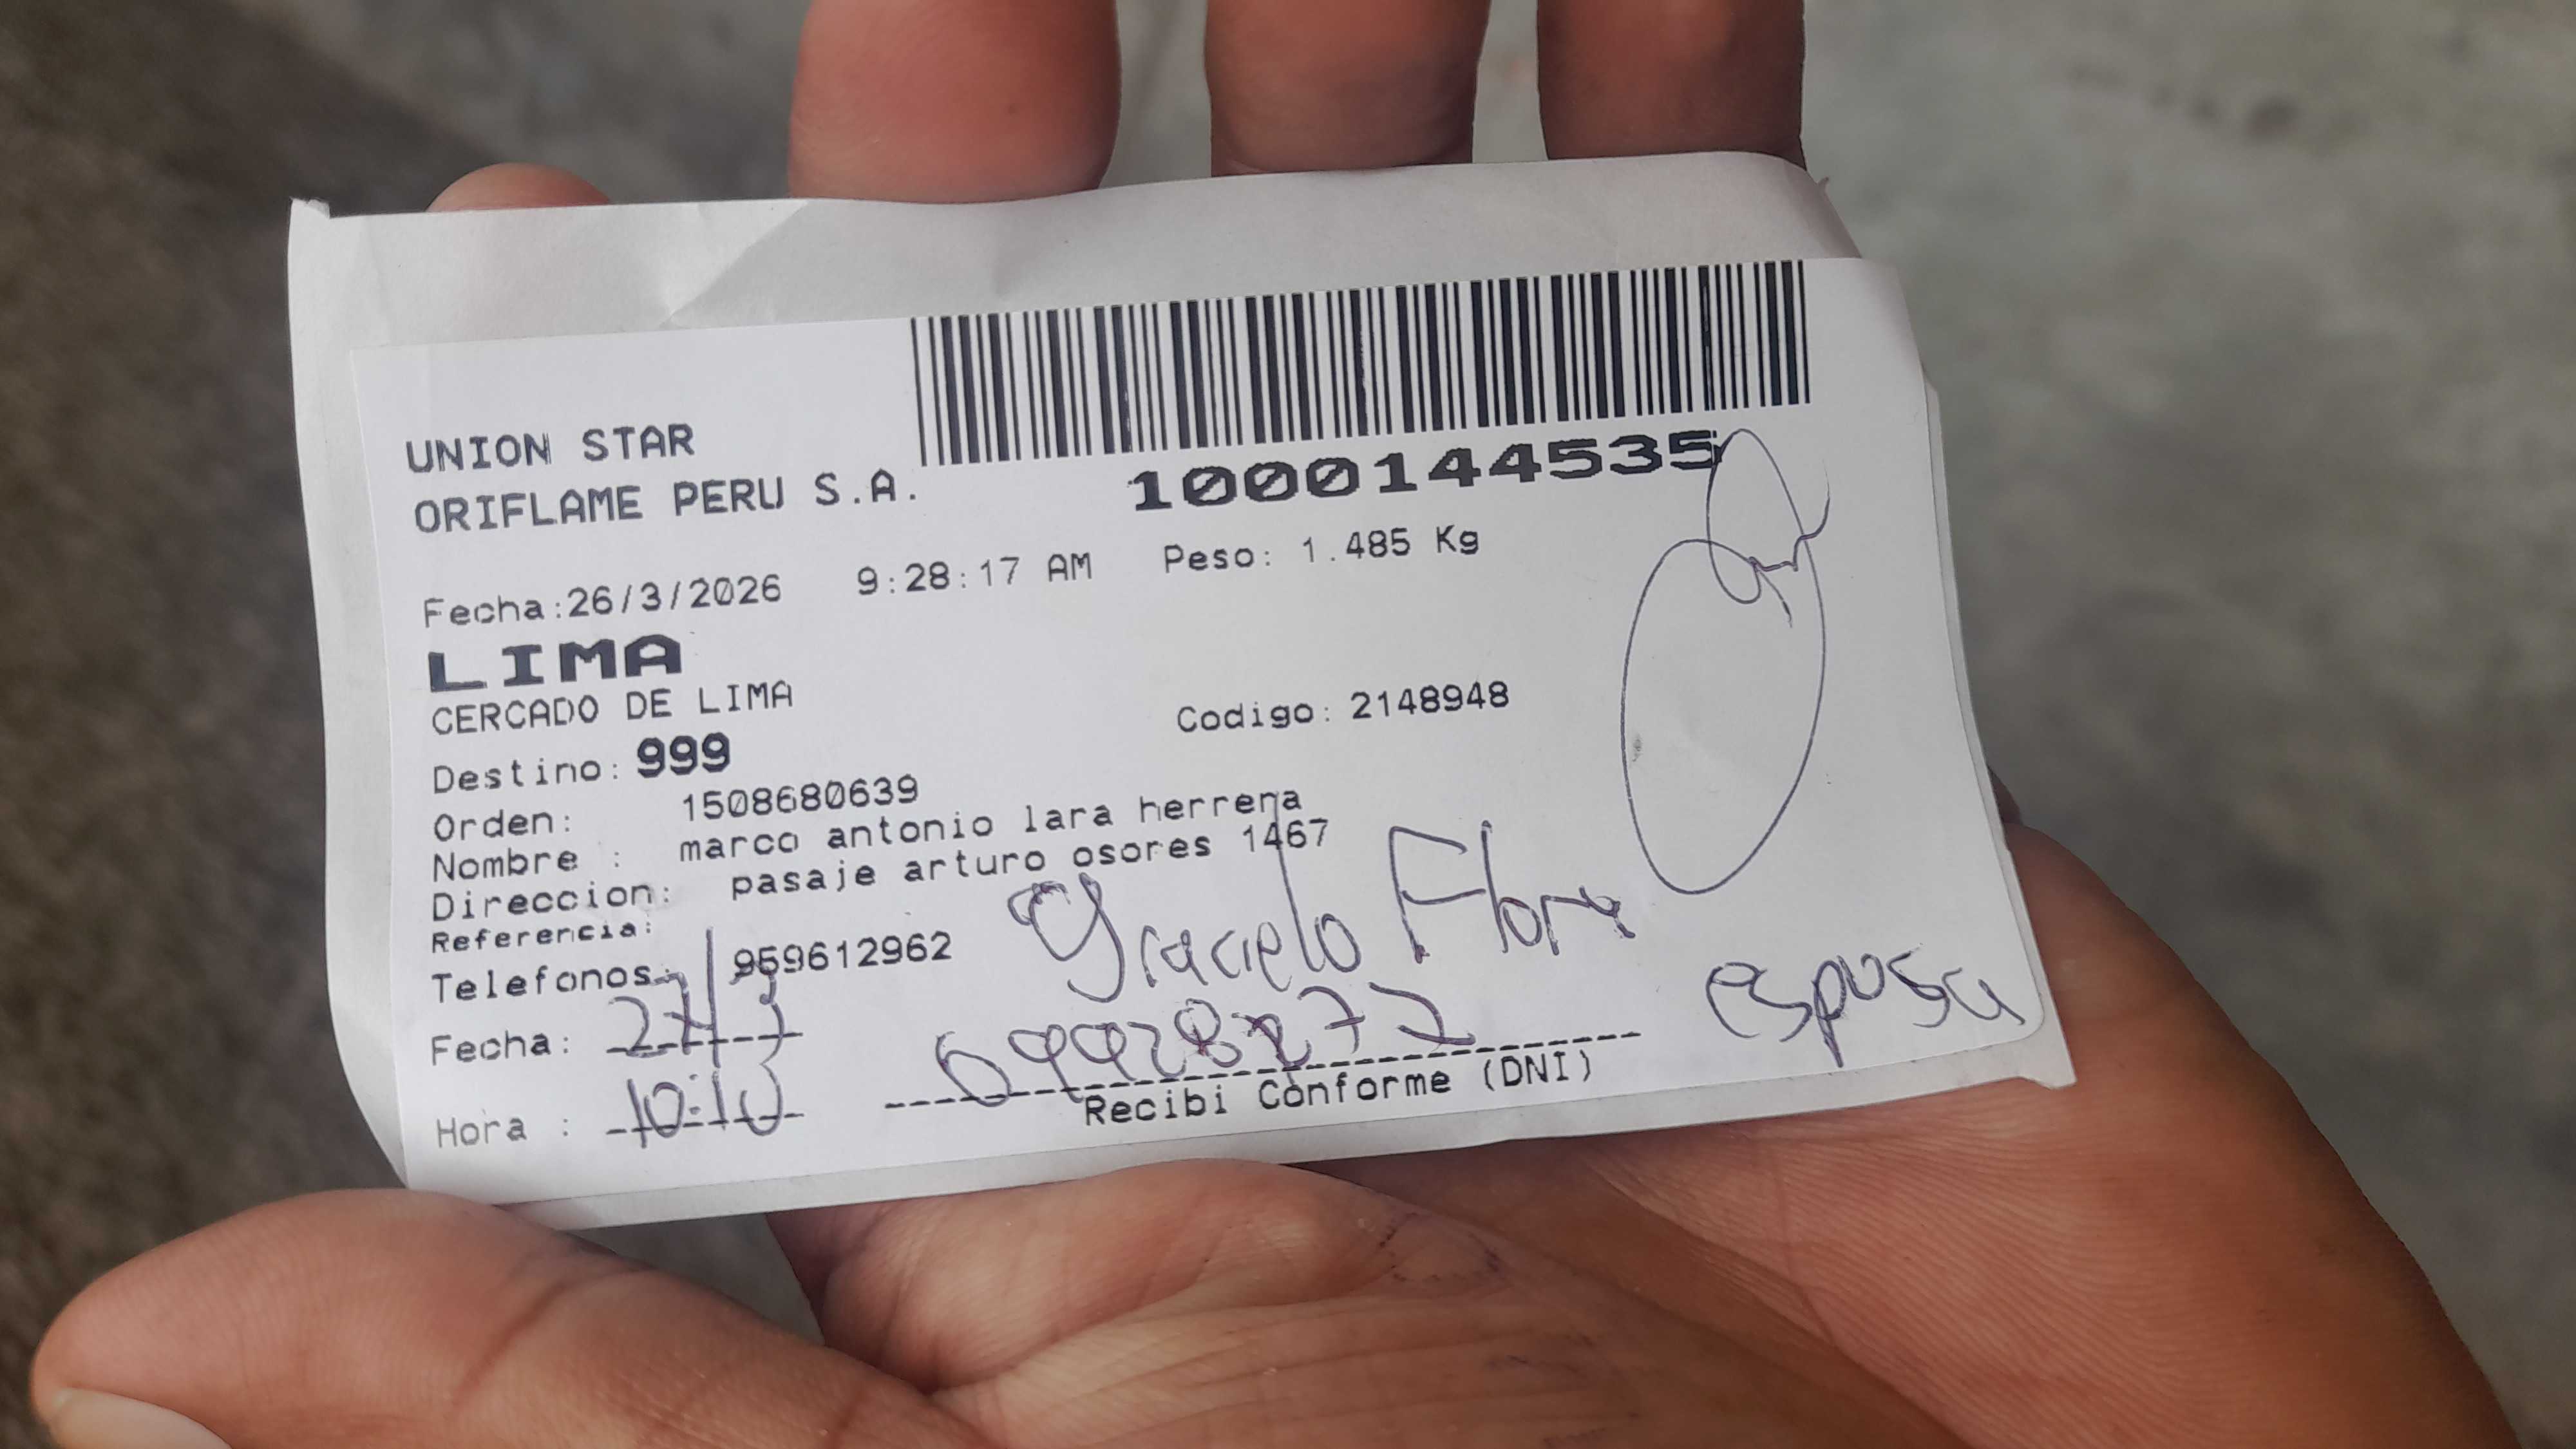 UNION STAR
ORIFLAME PERU S.A.
1000144535
Fecha:26/3/2026 9:28:17 AM Peso: 1.485 Kg
LIMA
CERCADO DE LIMA
Codigo: 2148948
Destino: 999
Orden: 1508680639
Nombre : marco antonio lara herrera
Direccion: pasaje arturo osores 1467
Referencia:
Telefonos: 959612962
Fecha: 27/3
Hora : 10:10
esposa
Recibi Conforme (DNI)